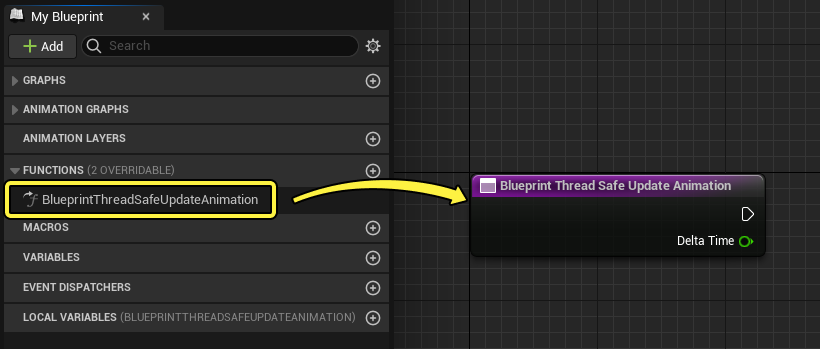 My Blueprint
Add
Search
GRAPHS
ANIMATION GRAPHS
ANIMATION LAYERS
FUNCTIONS (2 OVERRIDABLE)
BlueprintThreadSafeUpdateAnimation
MACROS
VARIABLES
EVENT DISPATCHERS
LOCAL VARIABLES (BLUEPRINTTHREADSAFEUPDATEANIMATION)
Blueprint Thread Safe Update Animation
Delta Time